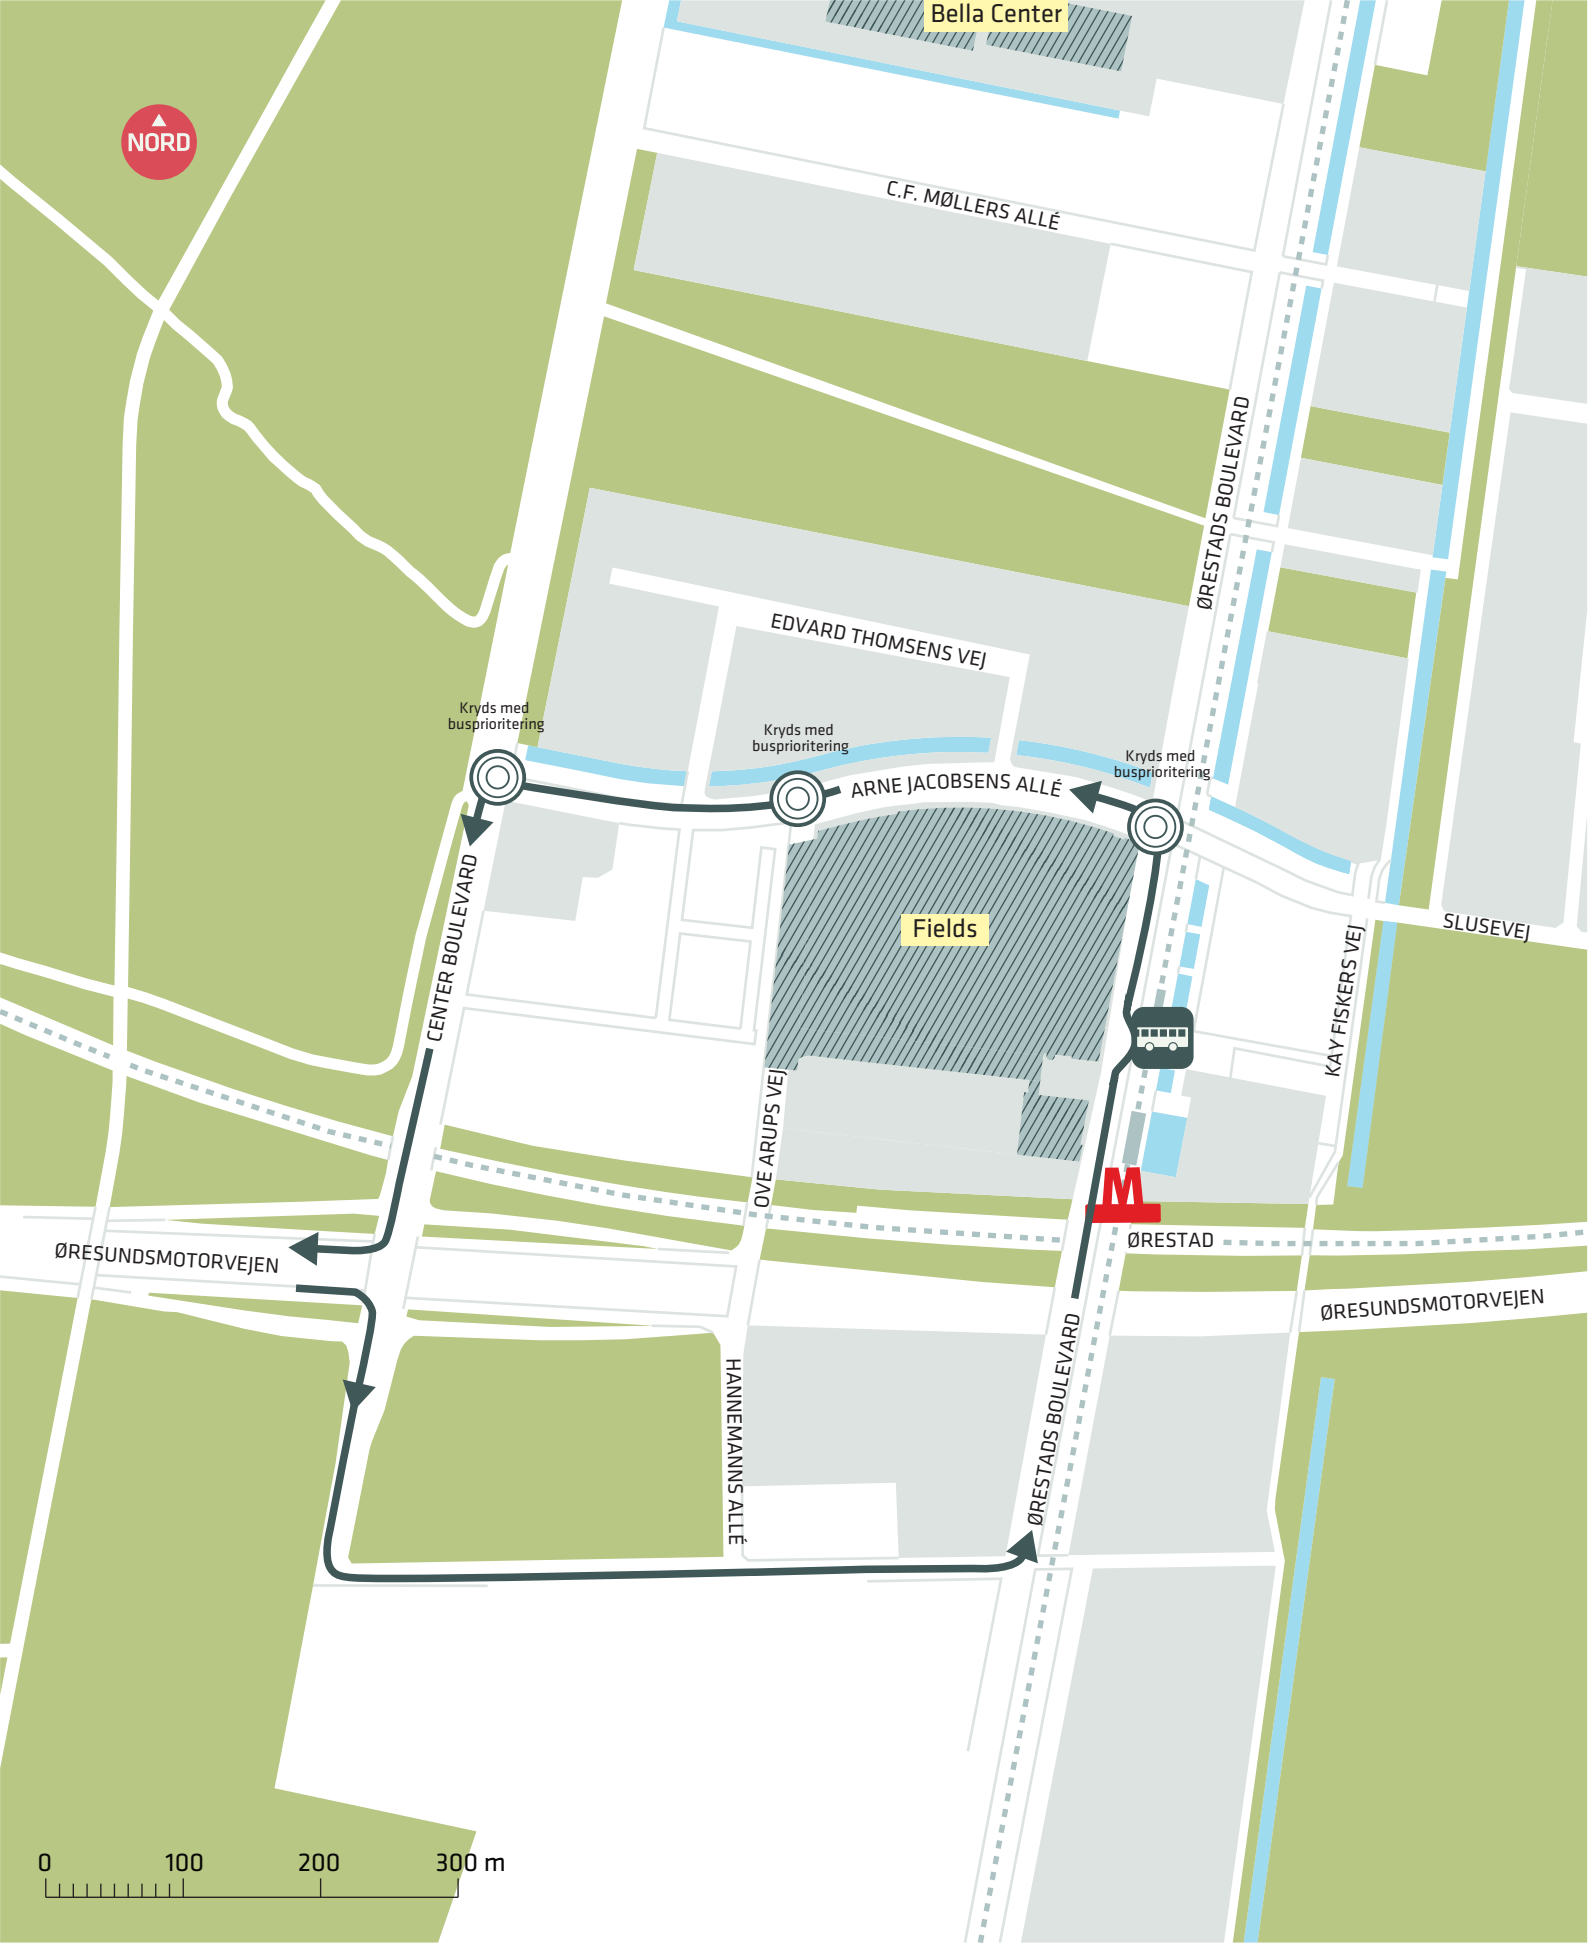 Bella Center
NORD
C.F. MØLLERS ALLÉ
ØRESTADS BOULEVARD
EDVARD THOMSENS VEJ
Kryds med
busprioritering
Kryds med
busprioritering
Kryds med
busprioritering
ARNE JACOBSENS ALLÉ
CENTER BOULEVARD
Fields
SLUSEVEJ
KAY FISKERS VEJ
OVE ARUPS VEJ
M
ØRESTAD
ØRESUNDSMOTORVEJEN
ØRESUNDSMOTORVEJEN
HANNEMANNS ALLÉ
ØRESTADS BOULEVARD
0 100 200 300 m